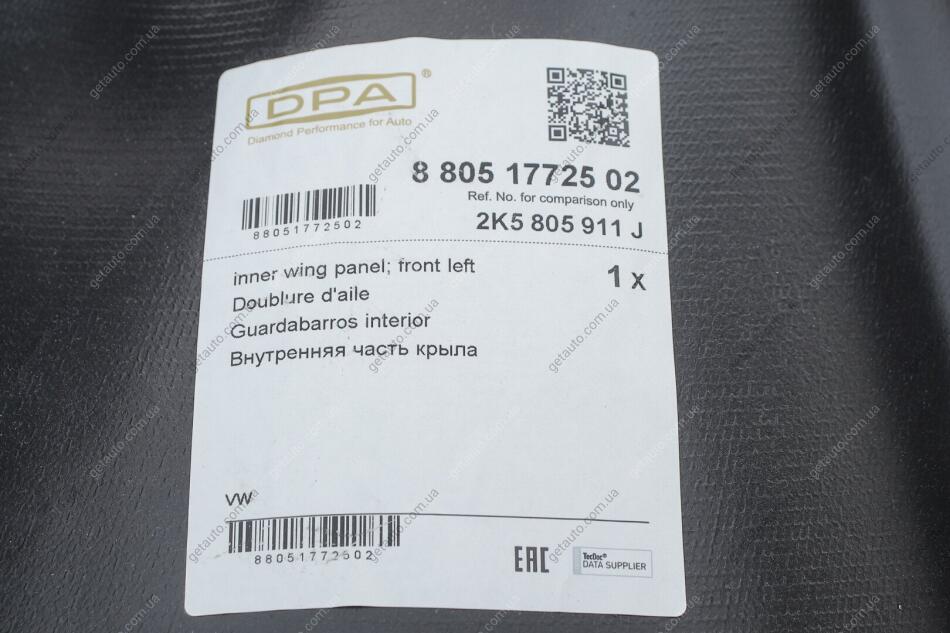 DPA®
Diamond Performance for Auto
8 805 17725 02
Ref. No. for comparison only
2K5 805 911 J
88051772502
inner wing panel; front left
1 x
Doublure d'aile
Guardabarros interior
Внутренняя часть крыла
VW
88051772502
EAC
TecDoc®
DATA SUPPLIER
getauto.com.ua